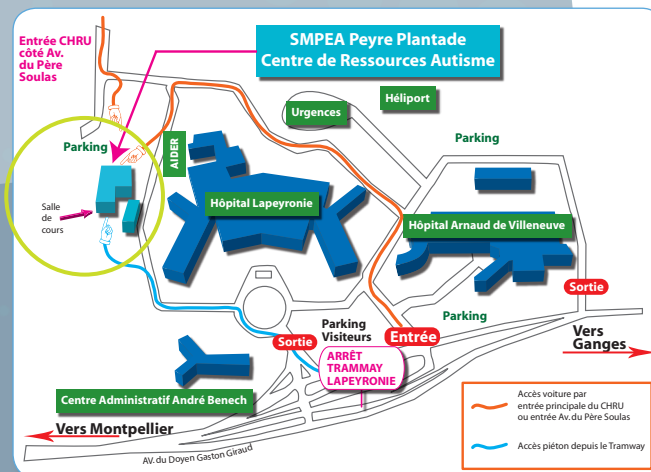 Entrée CHRU
côté Av.
du Père
Soulas
SMPEA Peyre Plantade
Centre de Ressources Autisme
Héliport
Urgences
Parking
Parking
AIDER
Salle
de
cours
Hôpital Lapeyronie
Hôpital Arnaud de Villeneuve
Sortie
Parking
Parking
Visiteurs
Entrée
Sortie
ARRÊT
TRAMMAY
LAPEYRONIE
Vers
Ganges
Centre Administratif André Benech
Vers Montpellier
AV. du Doyen Gaston Giraud
Accès voiture par
entrée principale du CHRU
ou entrée Av. du Père Soulas
Accès piéton depuis le Tramway